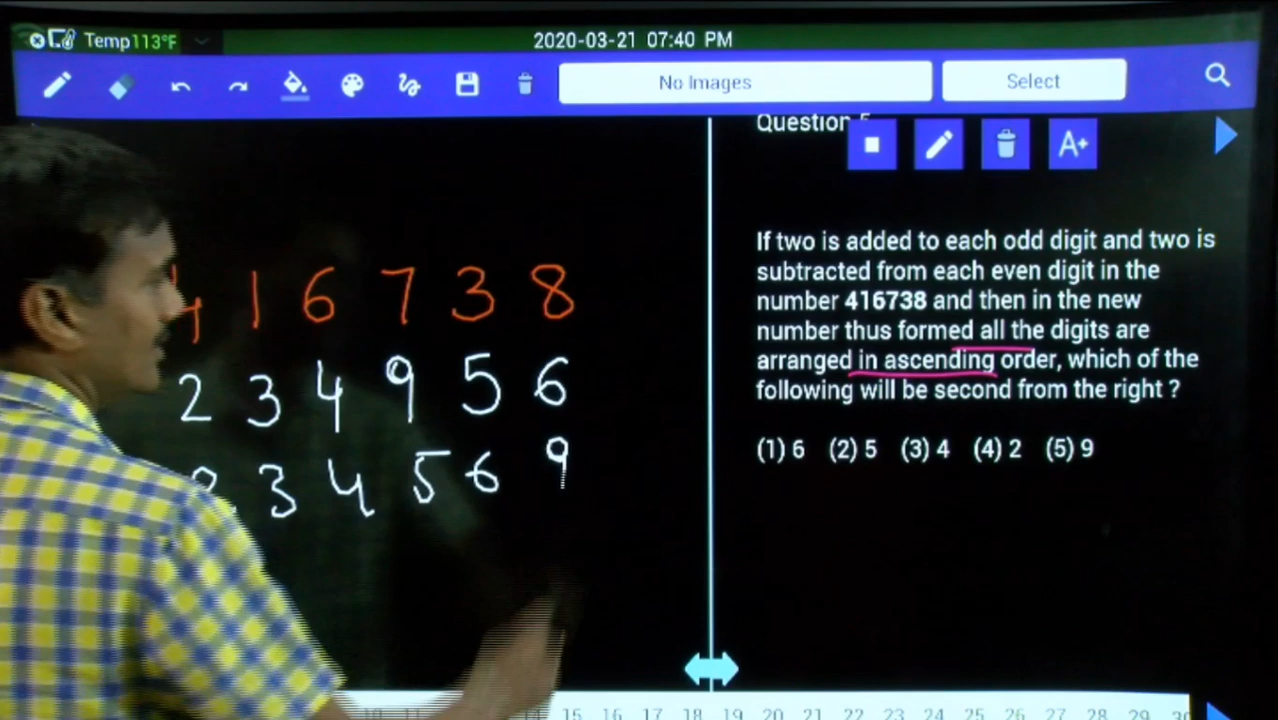 Temp 113°F
2020-03-21 07:40 PM
No Images
Select
4 1 6 7 3 8
2 3 4 9 5 6
2 3 4 5 6 9
Question 5
A+
If two is added to each odd digit and two is
subtracted from each even digit in the
number 416738 and then in the new
number thus formed all the digits are
arranged in ascending order, which of the
following will be second from the right ?
(1) 6 (2) 5 (3) 4 (4) 2 (5) 9
15 16 17 18 19 20 21 22 23 24 25 26 27 28 29